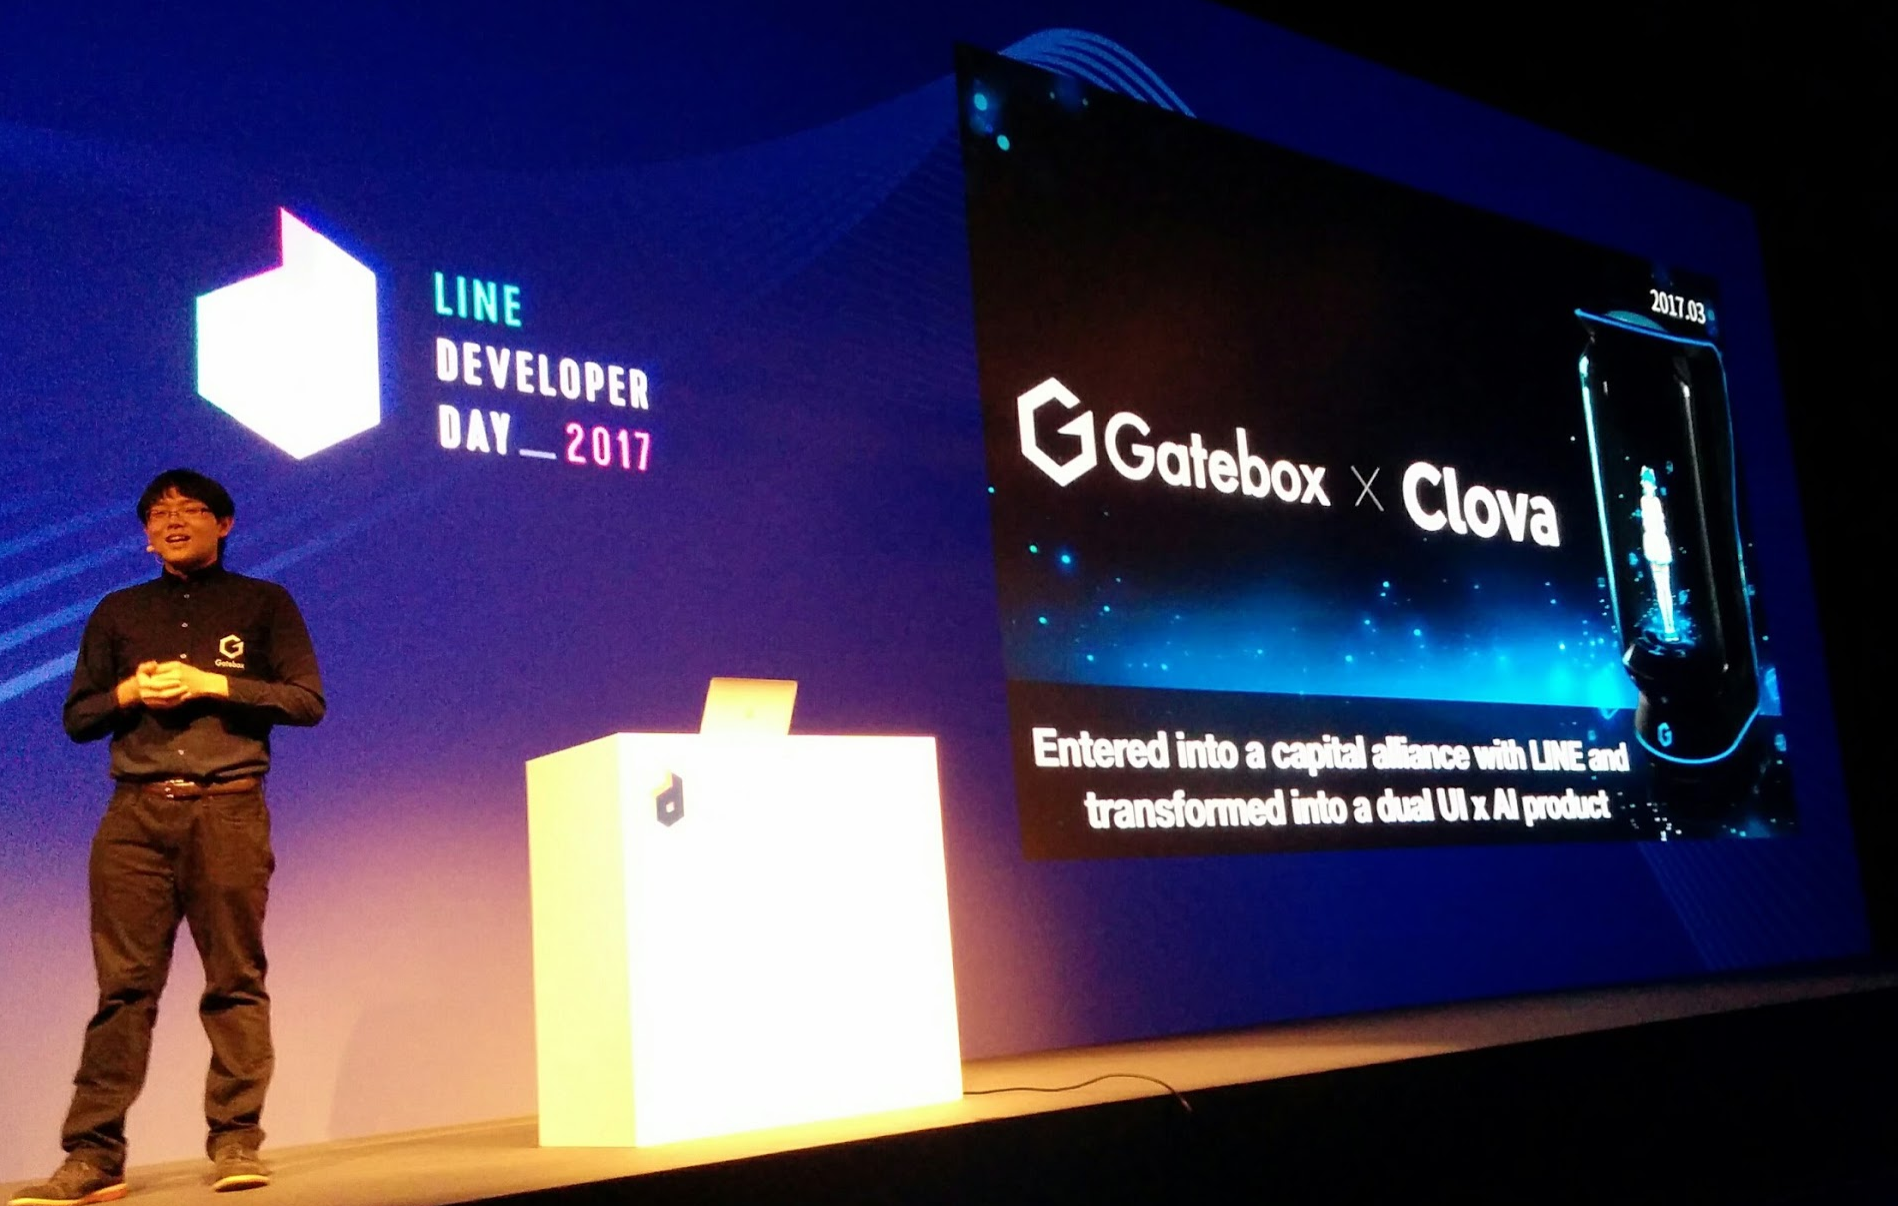 LINE
DEVELOPER
DAY_2017
Gatebox
2017.03
Gatebox × Clova
Entered into a capital alliance with LINE and
transformed into a dual UI x AI product